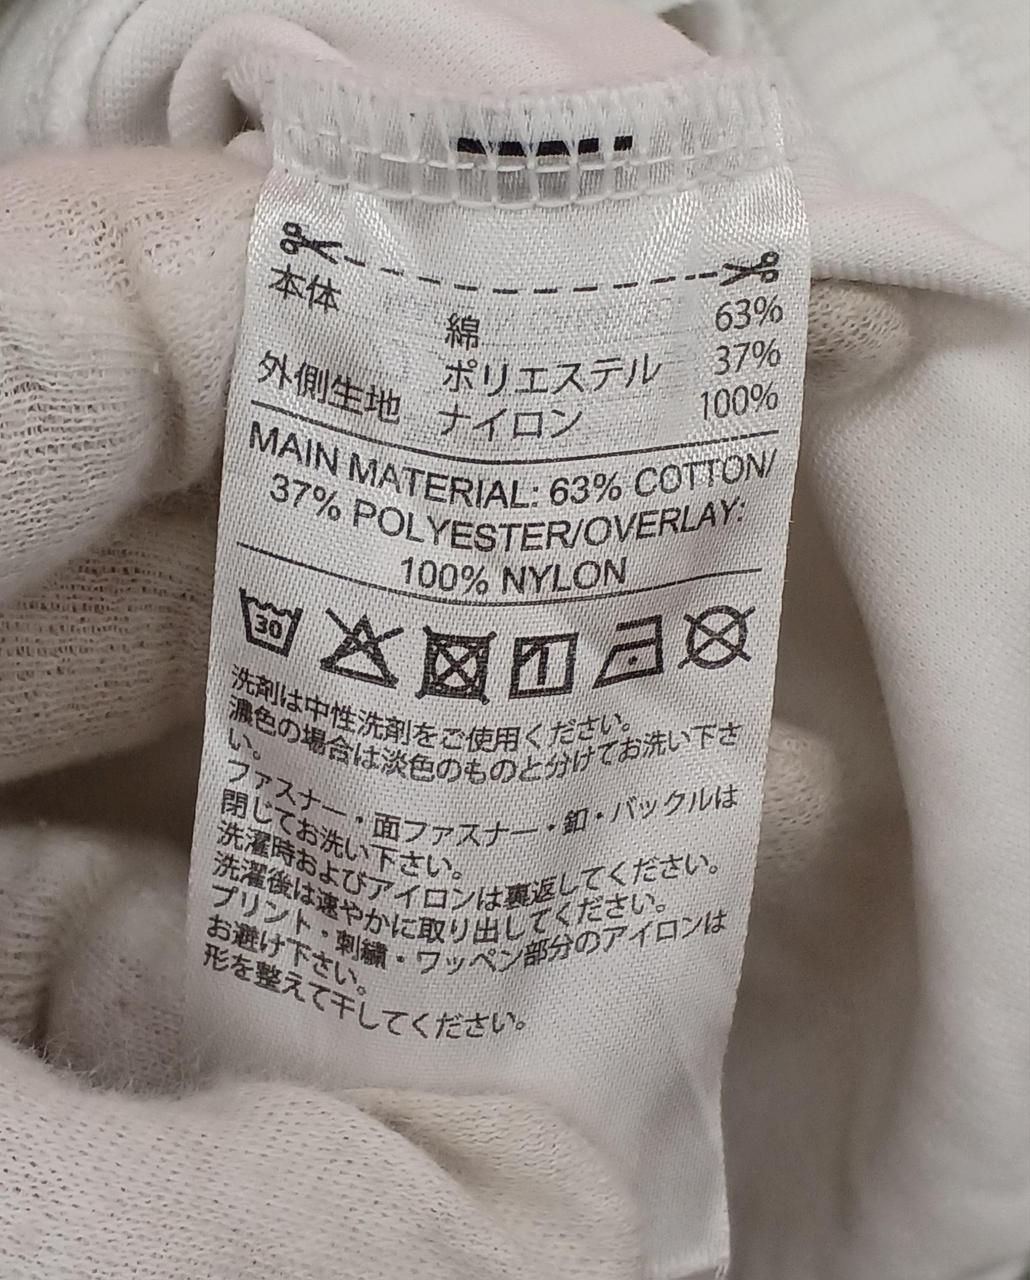 本体 綿 63%
ポリエステル 37%
外側生地 ナイロン 100%
MAIN MATERIAL: 63% COTTON/
37% POLYESTER/OVERLAY:
100% NYLON
30
洗剤は中性洗剤をご使用ください。
濃色の場合は淡色のものと分けてお洗い下さ
い。
ファスナー・面ファスナー・釦・バックルは
閉じてお洗い下さい。
洗濯時およびアイロンは裏返してください。
洗濯後は速やかに取り出してください。
プリント・刺繍・ワッペン部分のアイロンは
お避け下さい。
形を整えて干してください。